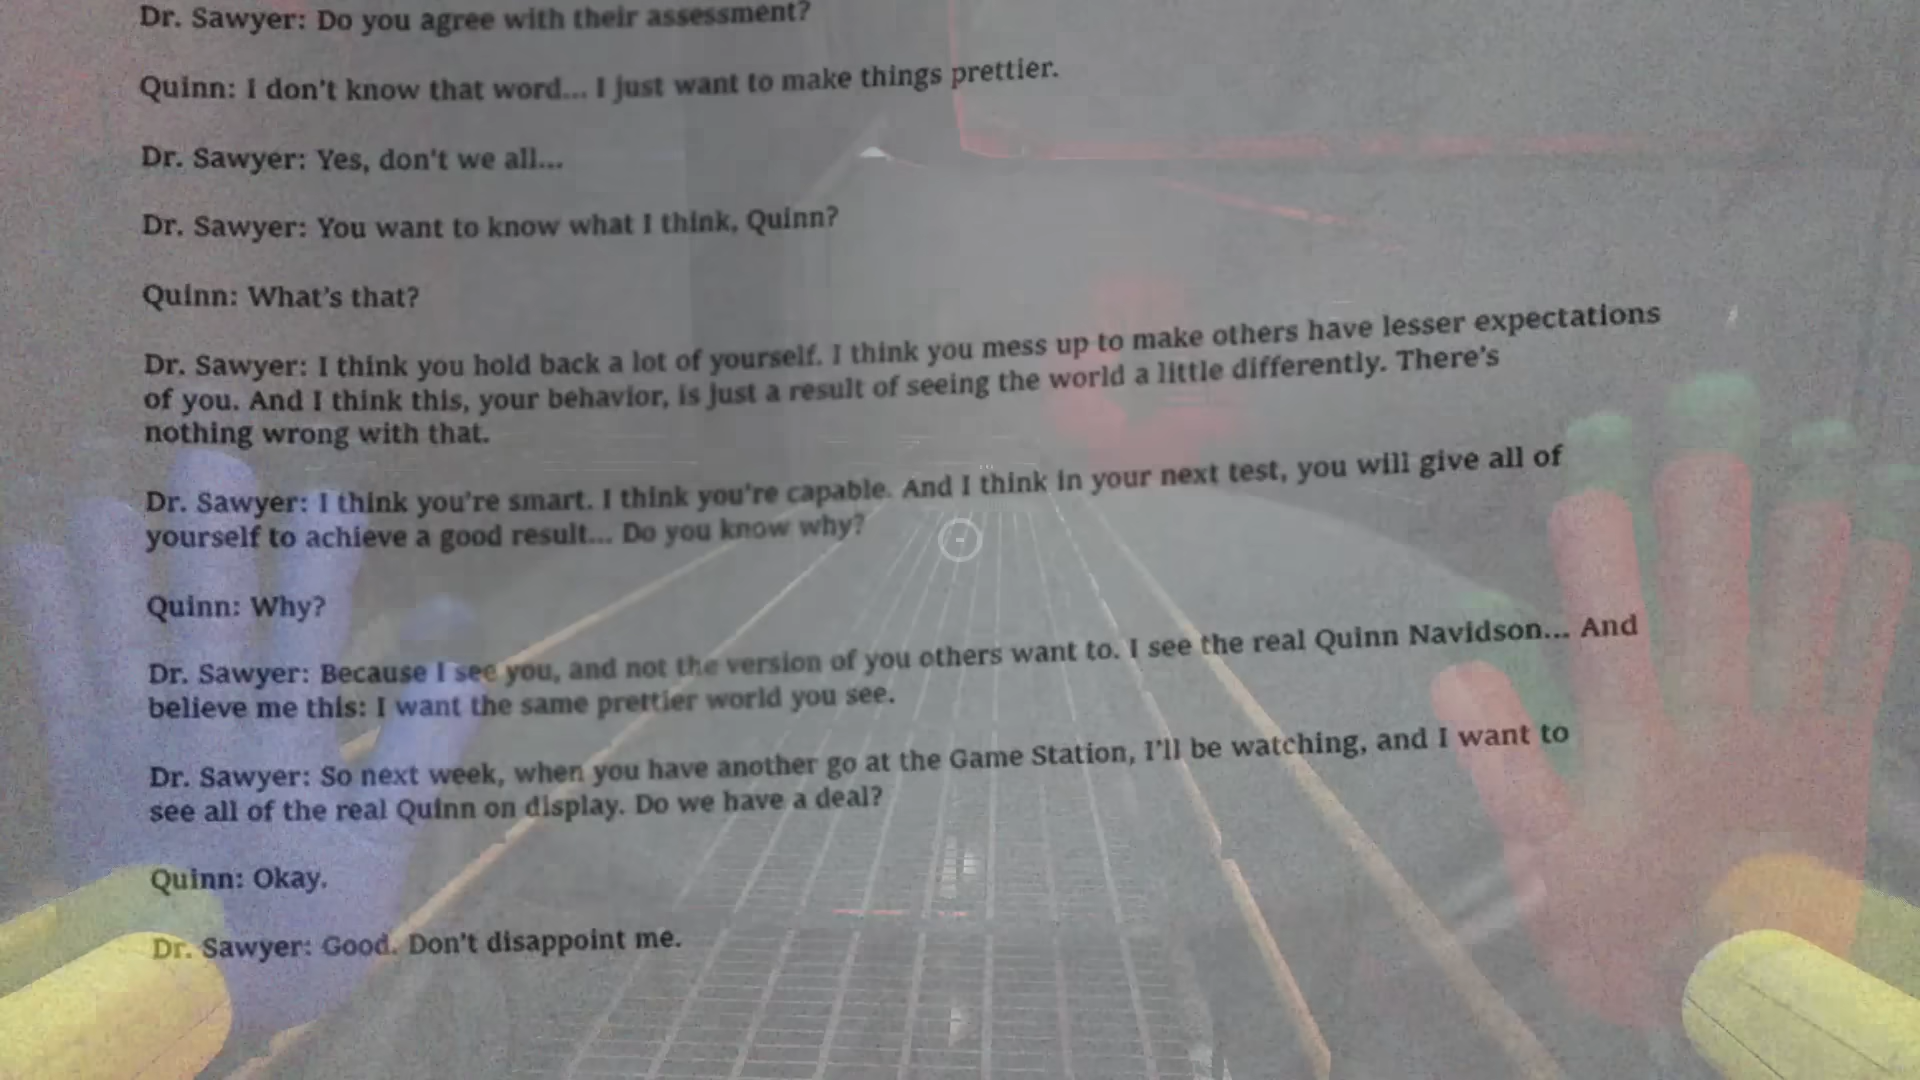 Dr. Sawyer: Do you agree with their assessment?
Quinn: I don't know that word... I just want to make things prettier.
Dr. Sawyer: Yes, don't we all...
Dr. Sawyer: You want to know what I think, Quinn?
Quinn: What's that?
Dr. Sawyer: I think you hold back a lot of yourself. I think you mess up to make others have lesser expectations
of you. And I think this, your behavior, is just a result of seeing the world a little differently. There's
nothing wrong with that.
Dr. Sawyer: I think you're smart. I think you're capable. And I think in your next test, you will give all of
yourself to achieve a good result... Do you know why?
Quinn: Why?
Dr. Sawyer: Because I see you, and not the version of you others want to. I see the real Quinn Navidson... And
believe me this: I want the same prettier world you see.
Dr. Sawyer: So next week, when you have another go at the Game Station, I'll be watching, and I want to
see all of the real Quinn on display. Do we have a deal?
Quinn: Okay.
Dr. Sawyer: Good. Don't disappoint me.